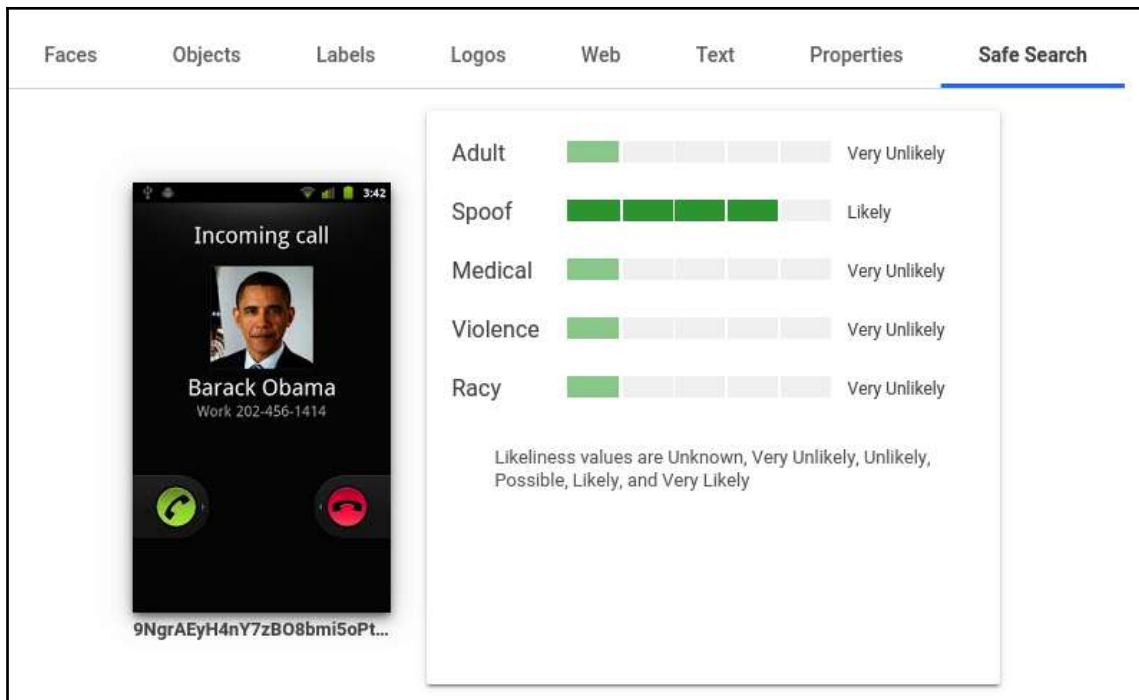 Faces Objects Labels Logos Web Text Properties Safe Search
3:42
Incoming call
Barack Obama
Work 202-456-1414
9NgrAEyH4nY7zBO8bmi5oPt...
Adult Very Unlikely
Spoof Likely
Medical Very Unlikely
Violence Very Unlikely
Racy Very Unlikely
Likeliness values are Unknown, Very Unlikely, Unlikely,
Possible, Likely, and Very Likely